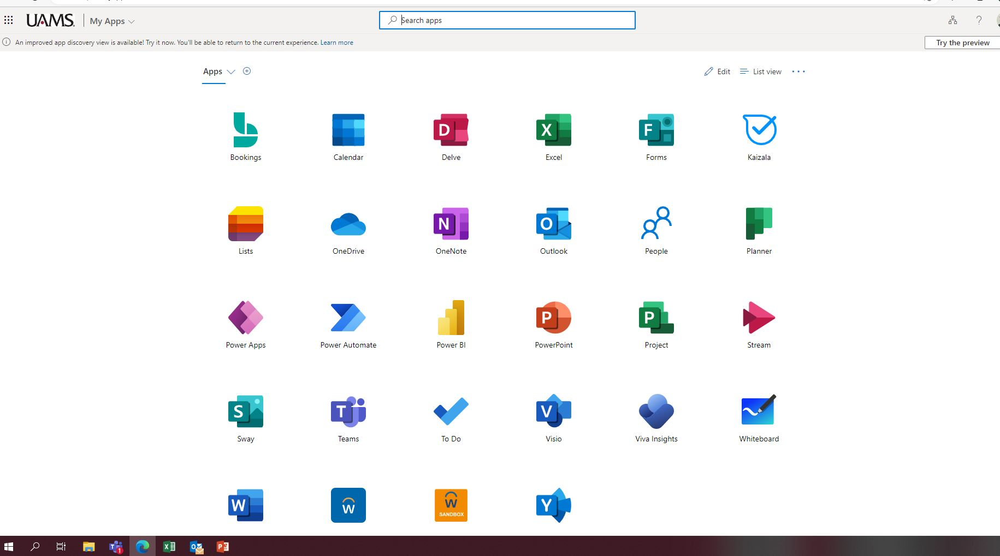 UAMS.
My Apps
Search apps
?
An improved app discovery view is available! Try it now. You'll be able to return to the current experience. Learn more
Try the preview
Apps
Edit
List view
D
X
F
Bookings
Calendar
Delve
Excel
Forms
Kaizala
N
O
Lists
OneDrive
OneNote
Outlook
People
Planner
P
P
Power Apps
Power Automate
Power BI
PowerPoint
Project
Stream
S
T
V
Sway
Teams
To Do
Visio
Viva Insights
Whiteboard
W
W
W
SANDBOX
Y
T
1
X
O
P